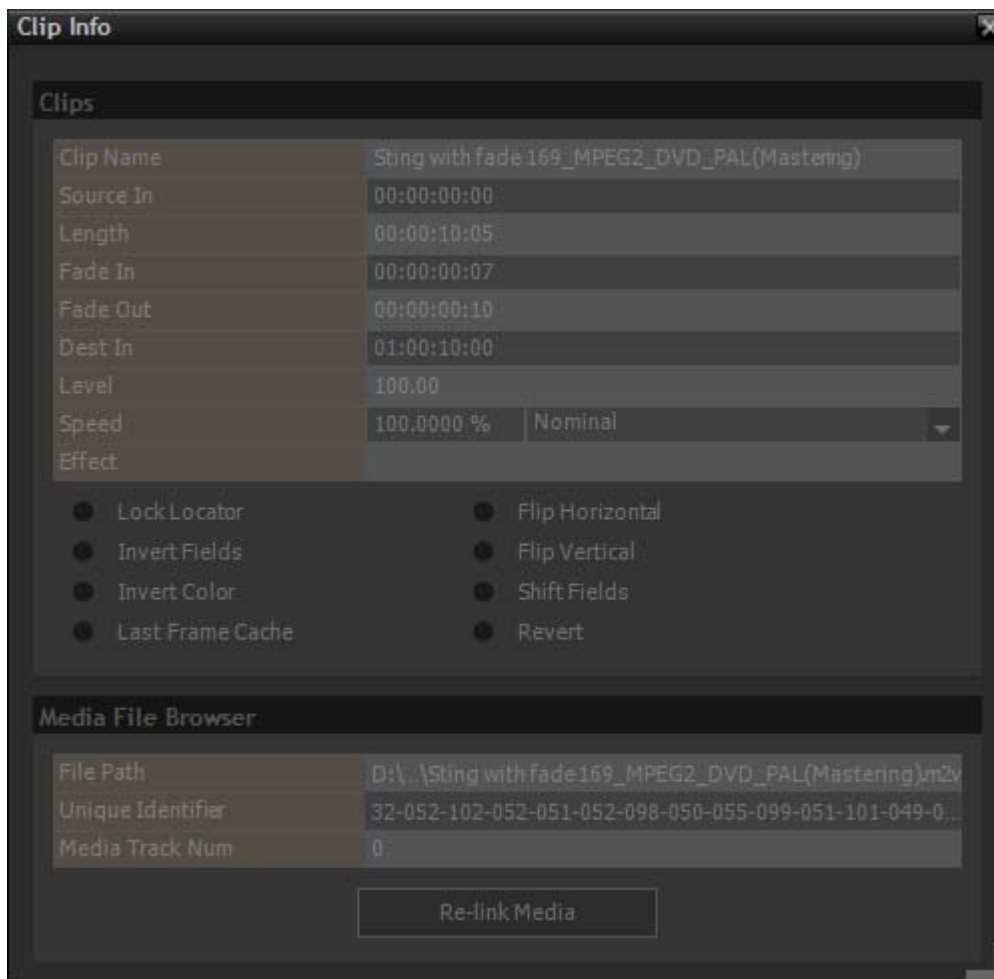 Clip Info
Clips
Clip Name Sting with fade 169_MPEG2_DVD_PAL(Mastering)
Source In 00:00:00:00
Length 00:00:10:05
Fade In 00:00:00:07
Fade Out 00:00:00:10
Dest In 01:00:10:00
Level 100.00
Speed 100.0000 % Nominal
Effect
Lock Locator Flip Horizontal
Invert Fields Flip Vertical
Invert Color Shift Fields
Last Frame Cache Revert
Media File Browser
File Path D:\..\Sting with fade 169_MPEG2_DVD_PAL(Mastering).m2v
Unique Identifier 32-052-102-052-051-052-098-050-055-099-051-101-049-0...
Media Track Num 0
Re-link Media